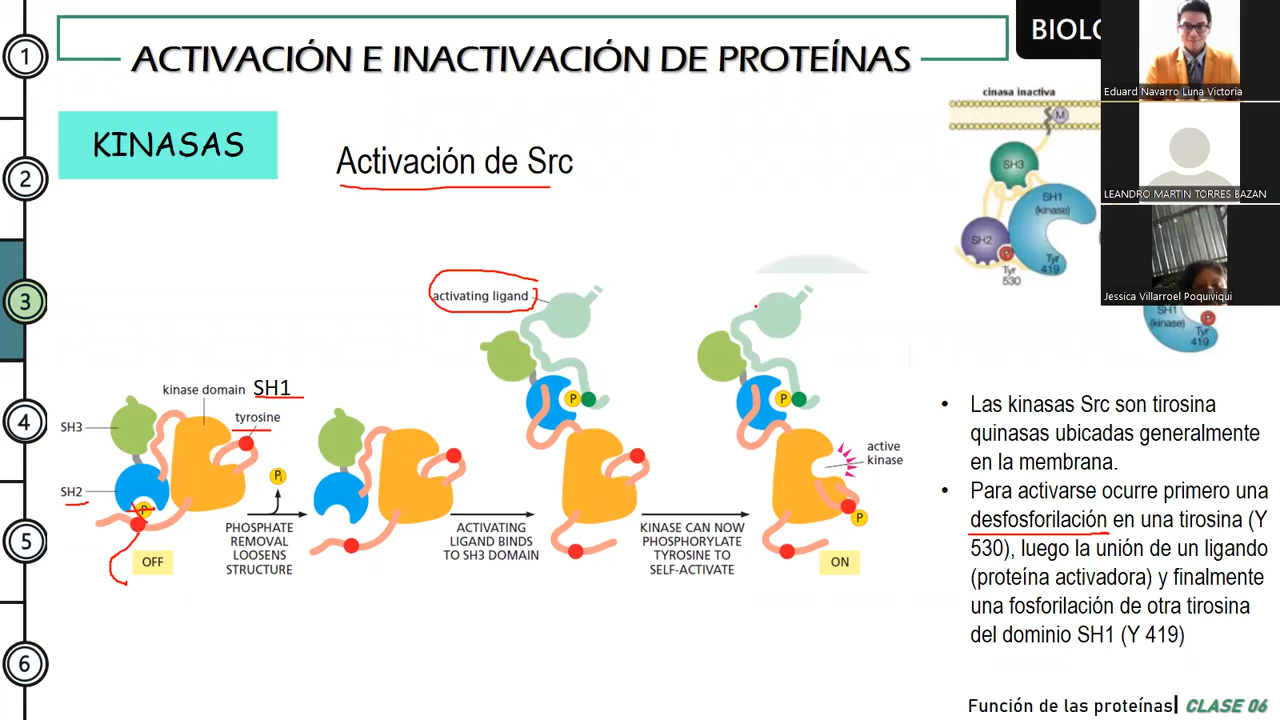 ACTIVACIÓN E INACTIVACIÓN DE PROTEÍNAS
KINASAS
Activación de Src
1
2
3
4
5
6
activating ligand
kinase domain SH1
tyrosine
SH3
SH2
P
OFF
Pi
PHOSPHATE
REMOVAL
LOOSENS
STRUCTURE
ACTIVATING
LIGAND BINDS
TO SH3 DOMAIN
P
KINASE CAN NOW
PHOSPHORYLATE
TYROSINE TO
SELF-ACTIVATE
P
active
kinase
P
ON
BIOLO
cinasa inactiva
M
SH3
SH1
(kinase)
SH2
P
Tyr
530
Tyr
419
SH1
(kinase)
P
Tyr
419
Eduard Navarro Luna Victoria
LEANDRO MARTIN TORRES BAZAN
Jessica Villarroel Poquiviqui
• Las kinasas Src son tirosina
quinasas ubicadas generalmente
en la membrana.
• Para activarse ocurre primero una
desfosforilación en una tirosina (Y
530), luego la unión de un ligando
(proteína activadora) y finalmente
una fosforilación de otra tirosina
del dominio SH1 (Y 419)
Función de las proteínas| CLASE 06